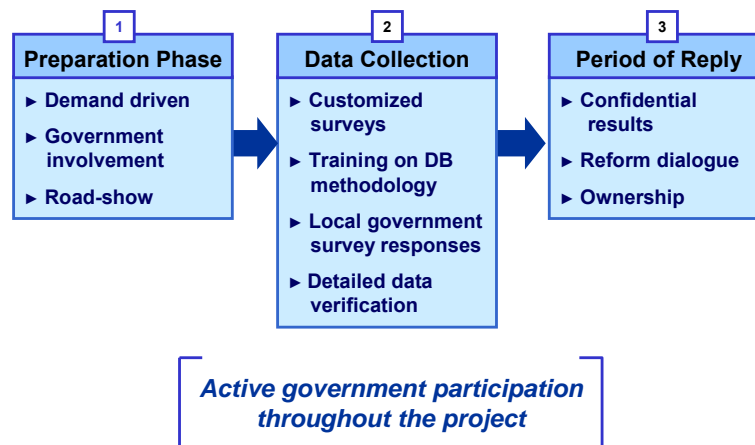 1
Preparation Phase
► Demand driven
► Government
involvement
► Road-show
2
Data Collection
► Customized
surveys
► Training on DB
methodology
► Local government
survey responses
► Detailed data
verification
3
Period of Reply
► Confidential
results
► Reform dialogue
► Ownership
Active government participation
throughout the project